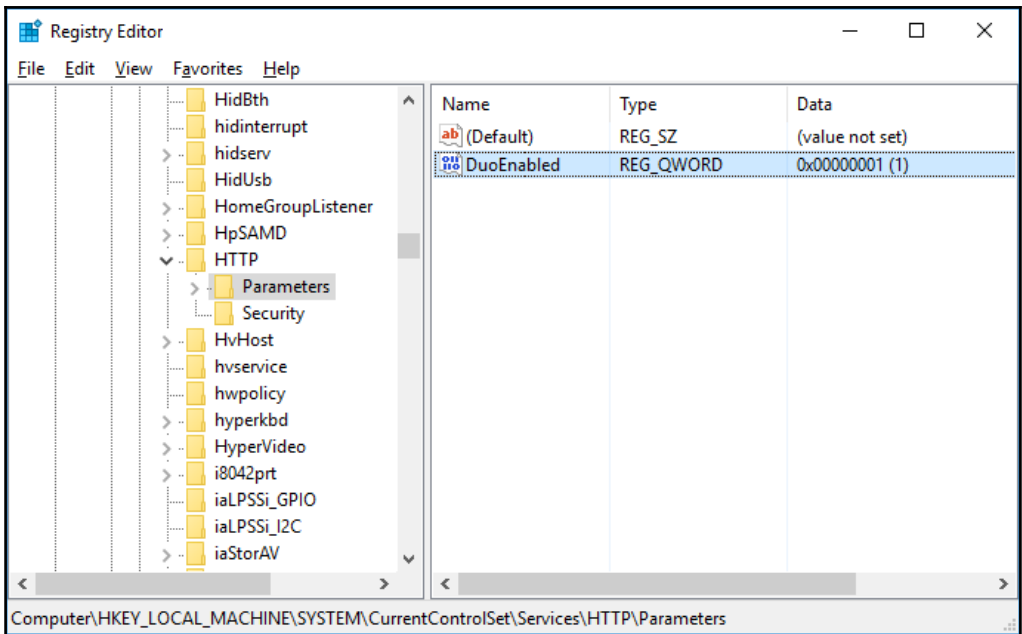 Registry Editor
File Edit View Favorites Help
HidBth
hidinterrupt
hidserv
HidUsb
HomeGroupListener
HpSAMD
HTTP
Parameters
Security
HvHost
hvservice
hwpolicy
hyperkbd
HyperVideo
i8042prt
iaLPSSi_GPIO
iaLPSSi_I2C
iaStorAV
Name Type Data
(Default) REG_SZ (value not set)
DuoEnabled REG_QWORD 0x00000001 (1)
Computer\HKEY_LOCAL_MACHINE\SYSTEM\CurrentControlSet\Services\HTTP\Parameters